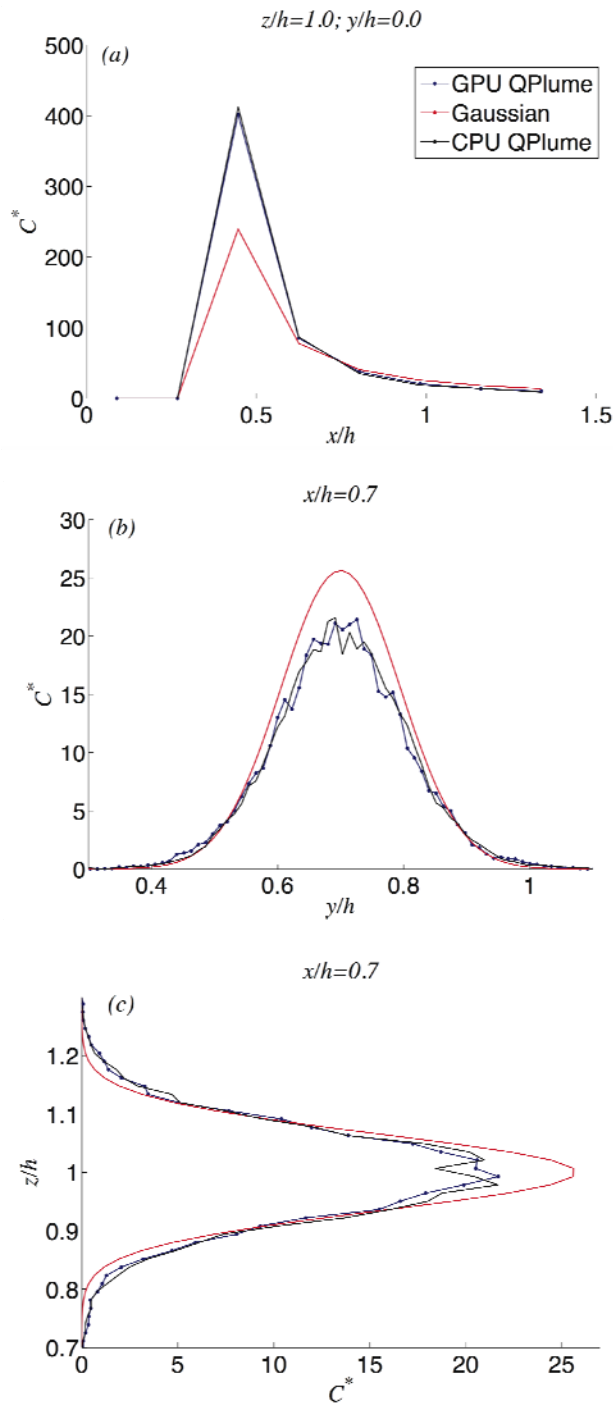 z/h=1.0; y/h=0.0
(a)
500
400
300
200
100
0
C*
GPU QPlume
Gaussian
CPU QPlume
0
0.5
1
1.5
x/h
x/h=0.7
(b)
30
25
20
15
10
5
0
C*
0.4
0.6
0.8
1
y/h
x/h=0.7
(c)
1.2
1.1
1
0.9
0.8
0.7
z/h
0
5
10
15
20
25
C*